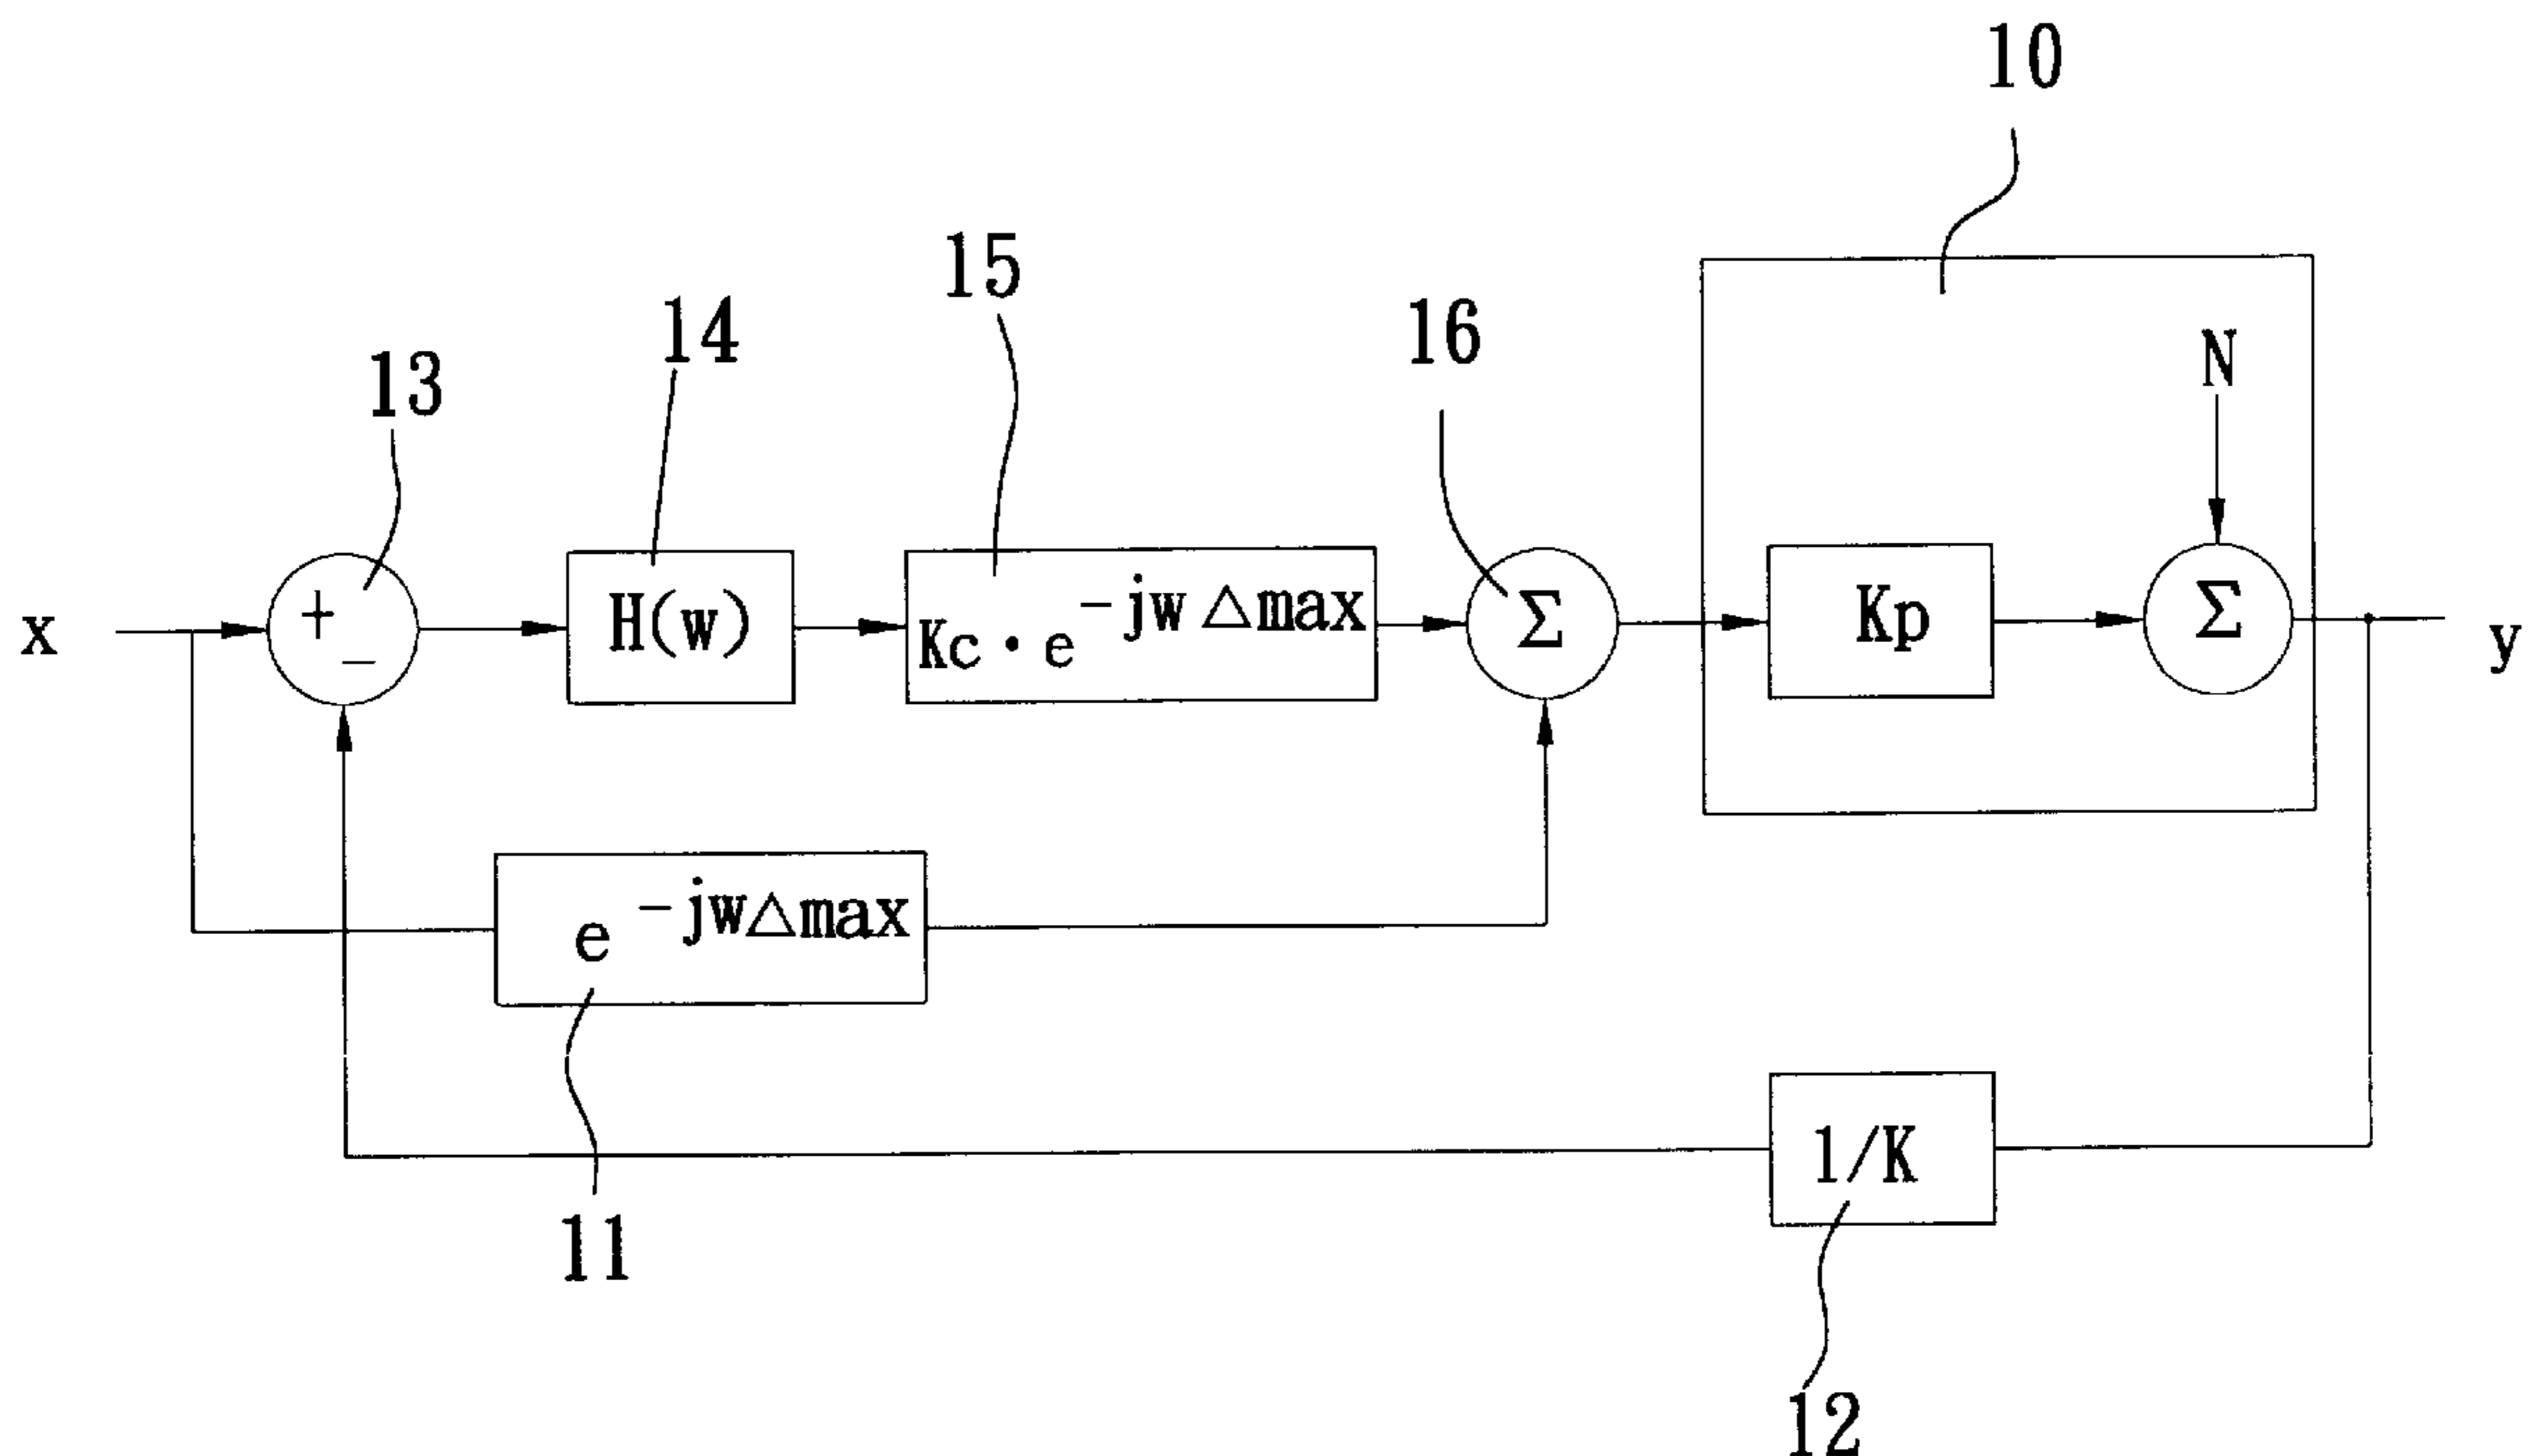 10
15
14
16
13
N
x
+
−
H(w)
Kc · e −jw △max
Σ
Kp
Σ
y
e −jw△max
1/K
11
12